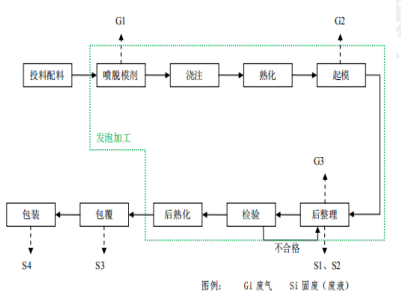 G1
G2
投料配料
喷脱模剂
浇注
熟化
起模
发泡加工
G3
包装
包覆
后熟化
检验
后整理
不合格
S4
S3
S1、S2
图例： Gi 废气 Si 固废（废液）